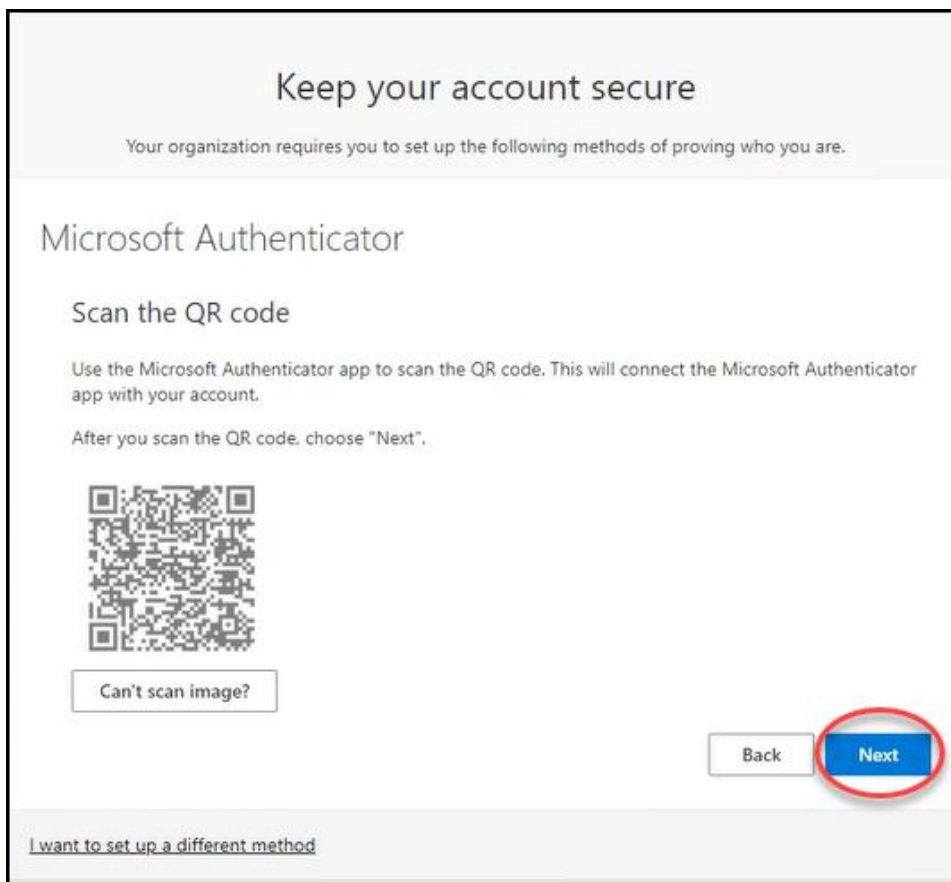 Keep your account secure
Your organization requires you to set up the following methods of proving who you are.
Microsoft Authenticator
Scan the QR code
Use the Microsoft Authenticator app to scan the QR code. This will connect the Microsoft Authenticator
app with your account.
After you scan the QR code, choose "Next".
Can't scan image?
Back
Next
I want to set up a different method